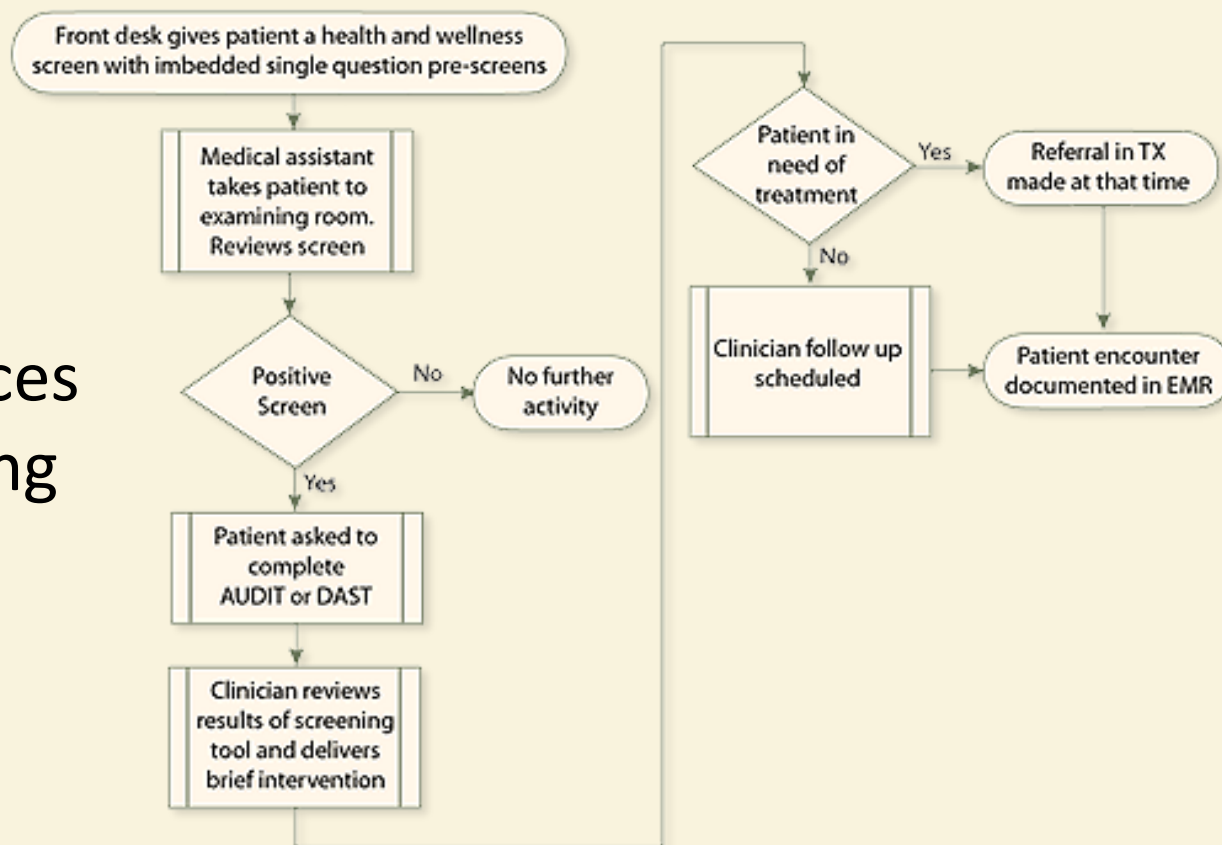 Front desk gives patient a health and wellness
screen with imbedded single question pre-screens
Medical assistant
takes patient to
examining room.
Reviews screen
Positive
Screen
No
No further
activity
Yes
Patient asked to
complete
AUDIT or DAST
Clinician reviews
results of screening
tool and delivers
brief intervention
Patient in
need of
treatment
Yes
Referral in TX
made at that time
No
Clinician follow up
scheduled
Patient encounter
documented in EMR